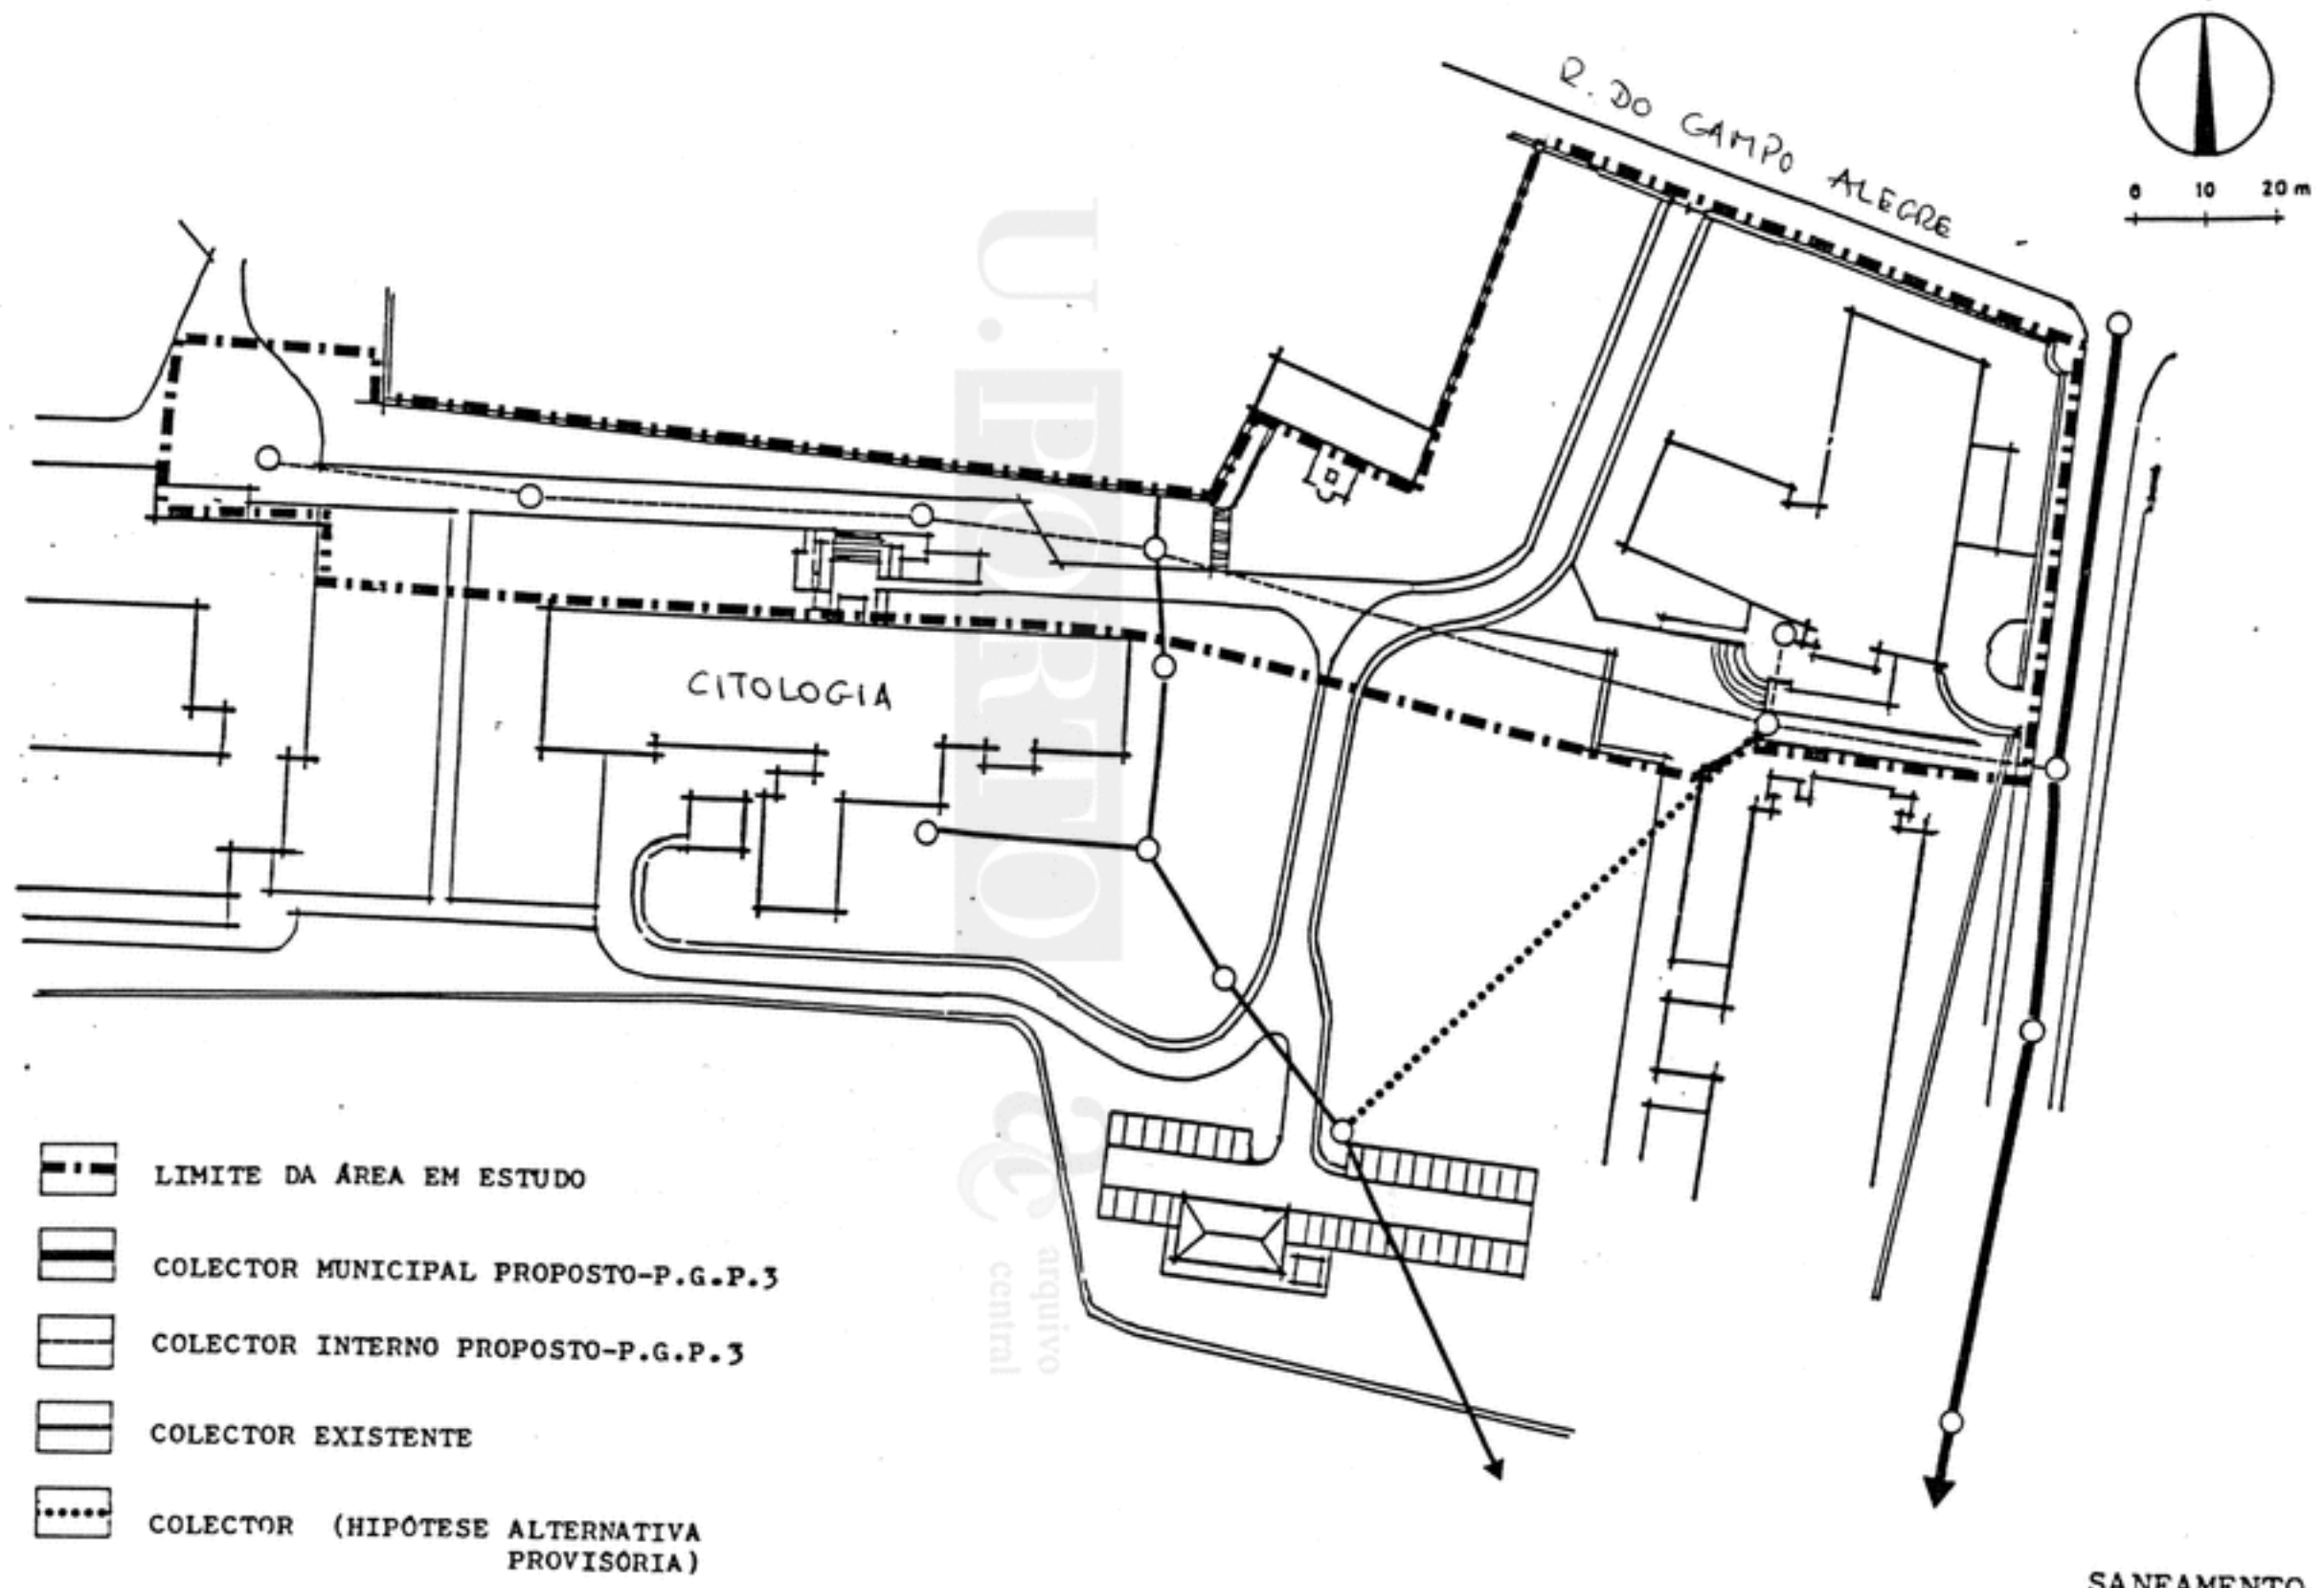 R. DO CAMPO ALEGRE
0 10 20 m
U.PORTO
CITOLOGIA
arquivo
central
LIMITE DA ÁREA EM ESTUDO
COLECTOR MUNICIPAL PROPOSTO-P.G.P.3
COLECTOR INTERNO PROPOSTO-P.G.P.3
COLECTOR EXISTENTE
COLECTOR (HIPÓTESE ALTERNATIVA
PROVISÓRIA)
SANEAMENTO